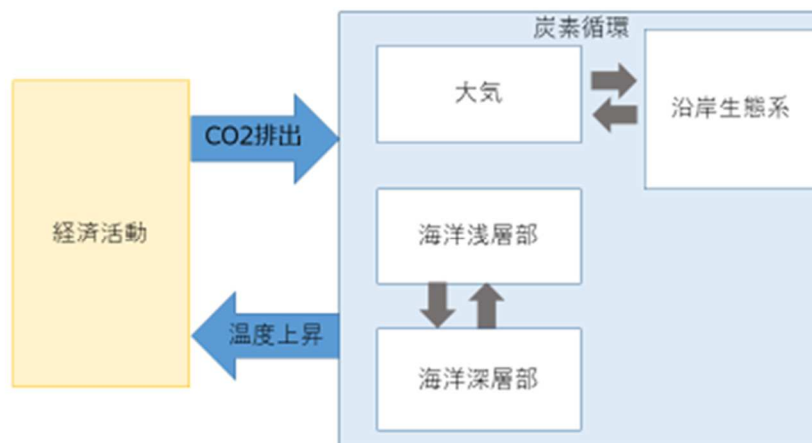 炭素循環
大気
沿岸生態系
CO2排出
経済活動
海洋浅層部
温度上昇
海洋深層部